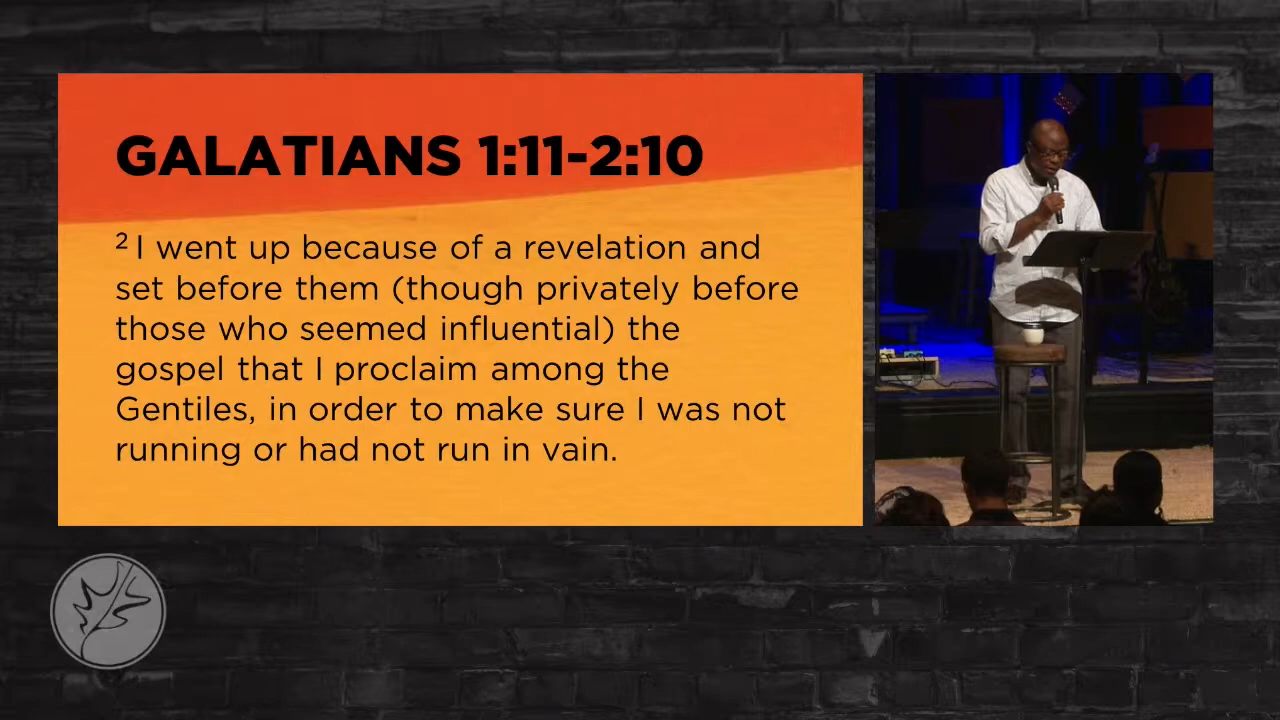 GALATIANS 1:11-2:10
² I went up because of a revelation and
set before them (though privately before
those who seemed influential) the
gospel that I proclaim among the
Gentiles, in order to make sure I was not
running or had not run in vain.